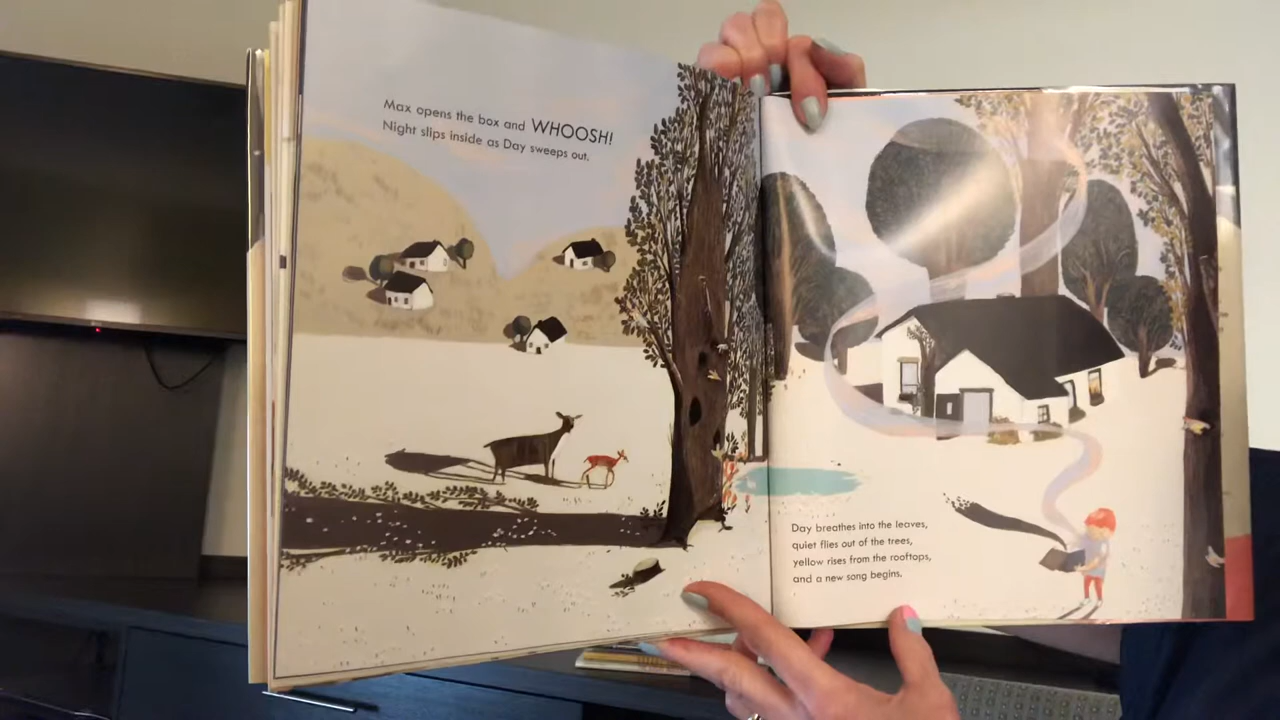 Max opens the box and WHOOSH!
Night slips inside as Day sweeps out.
Day breathes into the leaves,
quiet flies out of the trees,
yellow rises from the rooftops,
and a new song begins.